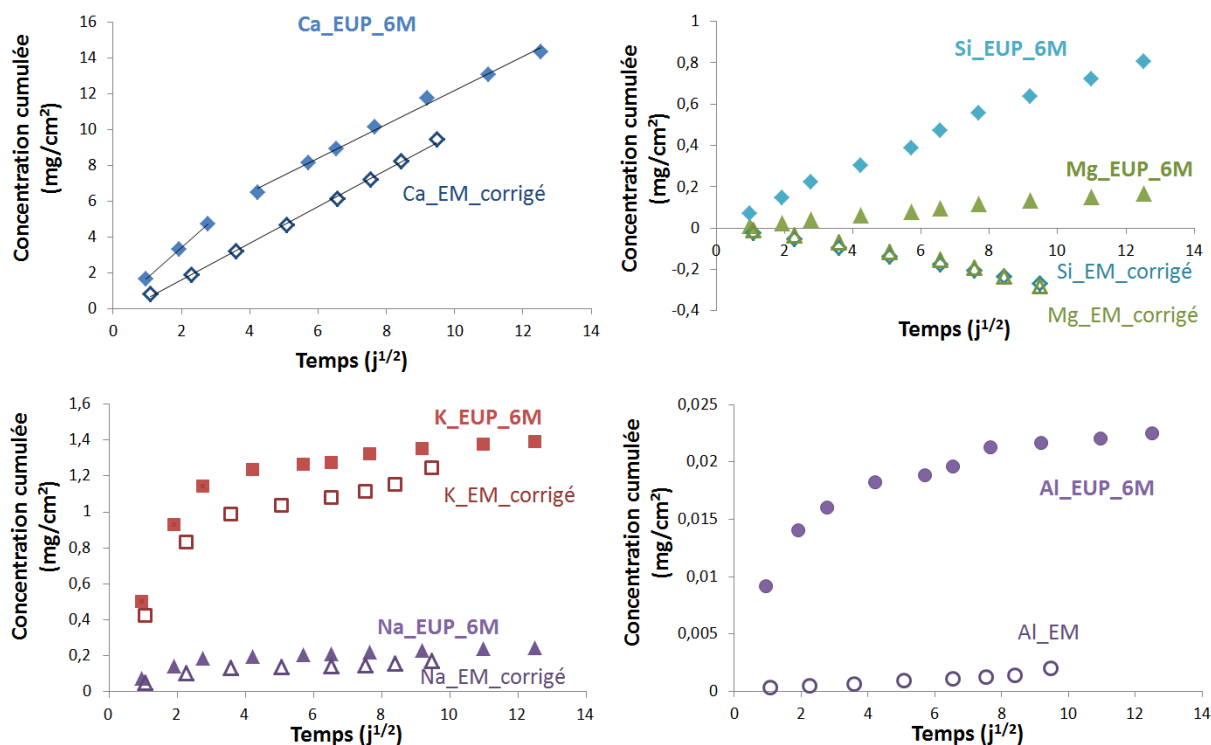 Concentration cumulée
(mg/cm²)
16
14
12
10
8
6
4
2
0
Ca_EUP_6M
Ca_EM_corrigé
0 2 4 6 8 10 12 14
Temps (j1/2)
Concentration cumulée
(mg/cm²)
1
0,8
0,6
0,4
0,2
0
-0,2
-0,4
Si_EUP_6M
Mg_EUP_6M
0 2 4 6 8 10 12 14
Si_EM_corrigé
Mg_EM_corrigé
Temps (j1/2)
Concentration cumulée
(mg/cm²)
1,6
1,4
1,2
1
0,8
0,6
0,4
0,2
0
K_EUP_6M
K_EM_corrigé
Na_EUP_6M
Na_EM_corrigé
0 2 4 6 8 10 12 14
Temps (j1/2)
Concentration cumulée
(mg/cm²)
0,025
0,02
0,015
0,01
0,005
0
Al_EUP_6M
Al_EM
0 2 4 6 8 10 12 14
Temps (j1/2)